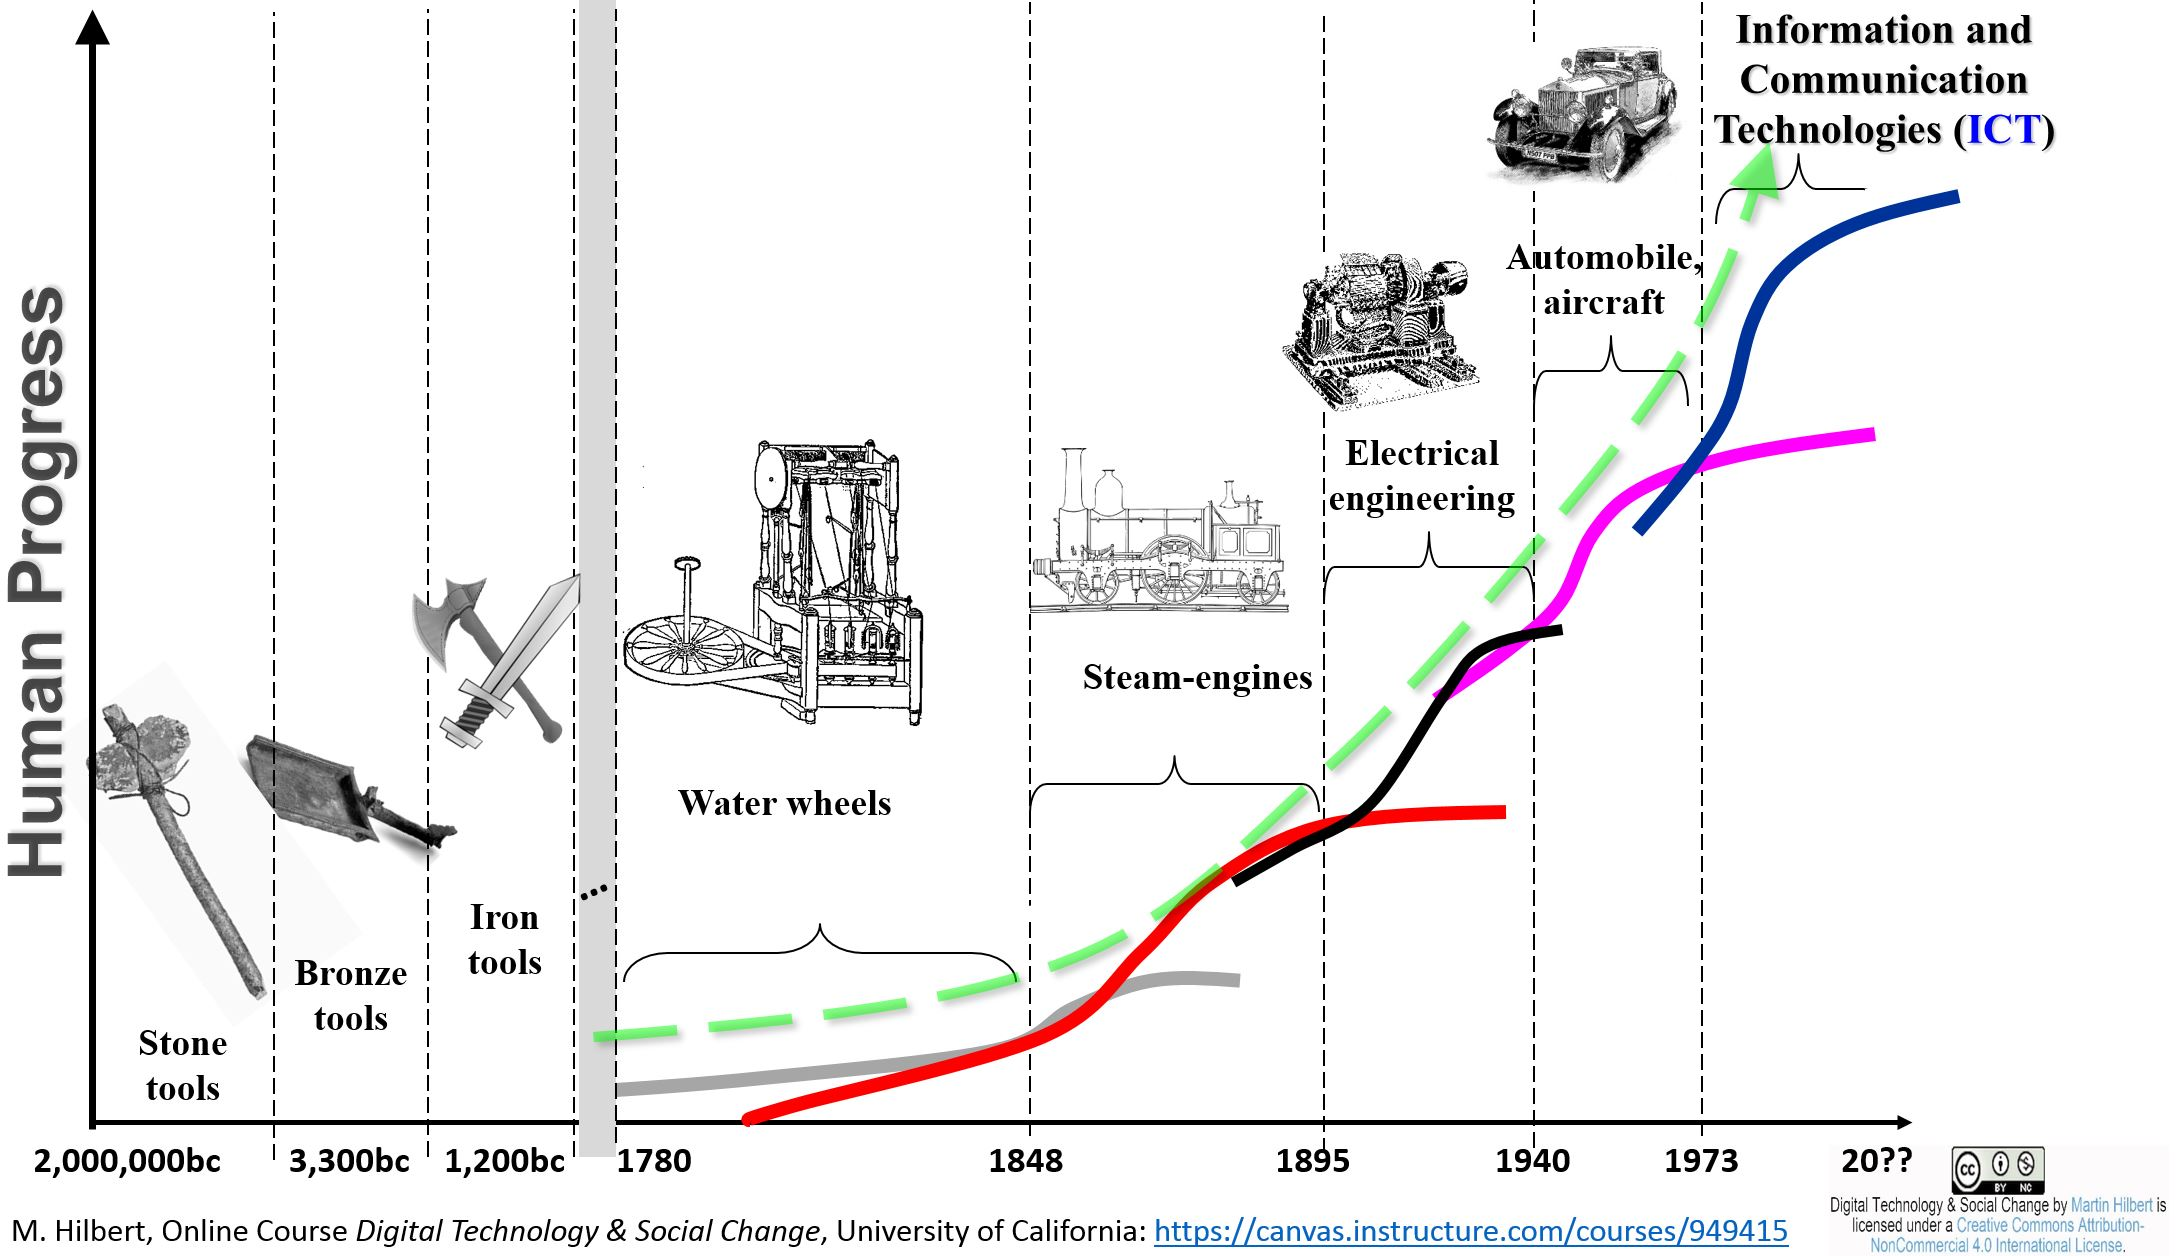 Information and
Communication
Technologies (ICT)
Automobile,
aircraft
Electrical
engineering
Steam-engines
Water wheels
Iron
tools
Bronze
tools
Stone
tools
Human Progress
2,000,000bc
3,300bc
1,200bc
1780
1848
1895
1940
1973
20??
cc
BY NC
Digital Technology & Social Change by Martin Hilbert is
licensed under a Creative Commons Attribution-
NonCommercial 4.0 International License.
M. Hilbert, Online Course Digital Technology & Social Change, University of California: https://canvas.instructure.com/courses/949415